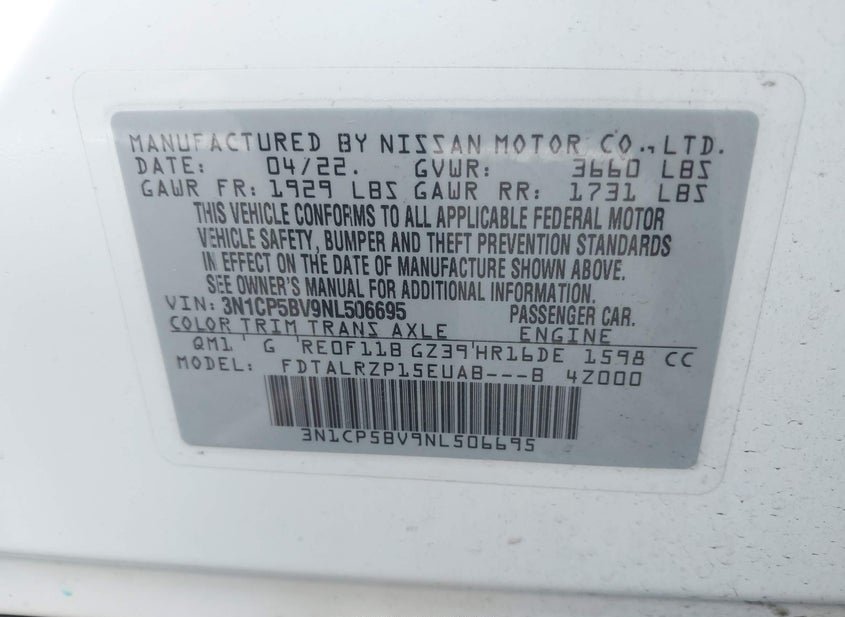 MANUFACTURED BY NISSAN MOTOR CO., LTD.
DATE: 04/22. GVWR: 3660 LBS
GAWR FR: 1929 LBS GAWR RR: 1731 LBS
THIS VEHICLE CONFORMS TO ALL APPLICABLE FEDERAL MOTOR
VEHICLE SAFETY, BUMPER AND THEFT PREVENTION STANDARDS
IN EFFECT ON THE DATE OF MANUFACTURE SHOWN ABOVE.
SEE OWNER'S MANUAL FOR ADDITIONAL INFORMATION.
VIN: 3N1CP5BV9NL506695 PASSENGER CAR.
COLOR TRIM TRANS AXLE ENGINE
QM1 G RE0F11B GZ39 HR16DE 1598 CC
MODEL: FDTALRZP15EUAB---B 4Z000
3N1CP5BV9NL506695